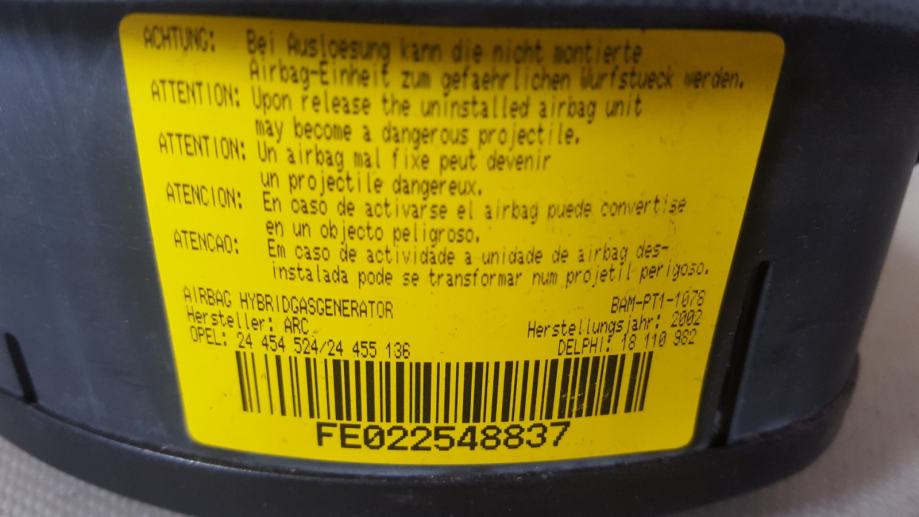 ACHTUNG: Bei Ausloesung kann die nicht montierte
Airbag-Einheit zum gefaehrlichen Wurfstueck werden.
ATTENTION: Upon release the uninstalled airbag unit
may become a dangerous projectile.
ATTENTION: Un airbag mal fixe peut devenir
un projectile dangereux.
ATENCION: En caso de activarse el airbag puede convertise
en un objecto peligroso.
ATENCAO: Em caso de actividade a unidade de airbag des-
instalada pode se transformar num projetil perigoso.
AIRBAG HYBRIDGASGENERATOR BAM-PT1-1078
Hersteller: ARC Herstellungsjahr: 2002
OPEL: 24 454 524/24 455 136 DELPHI: 18 110 982
FE022548837